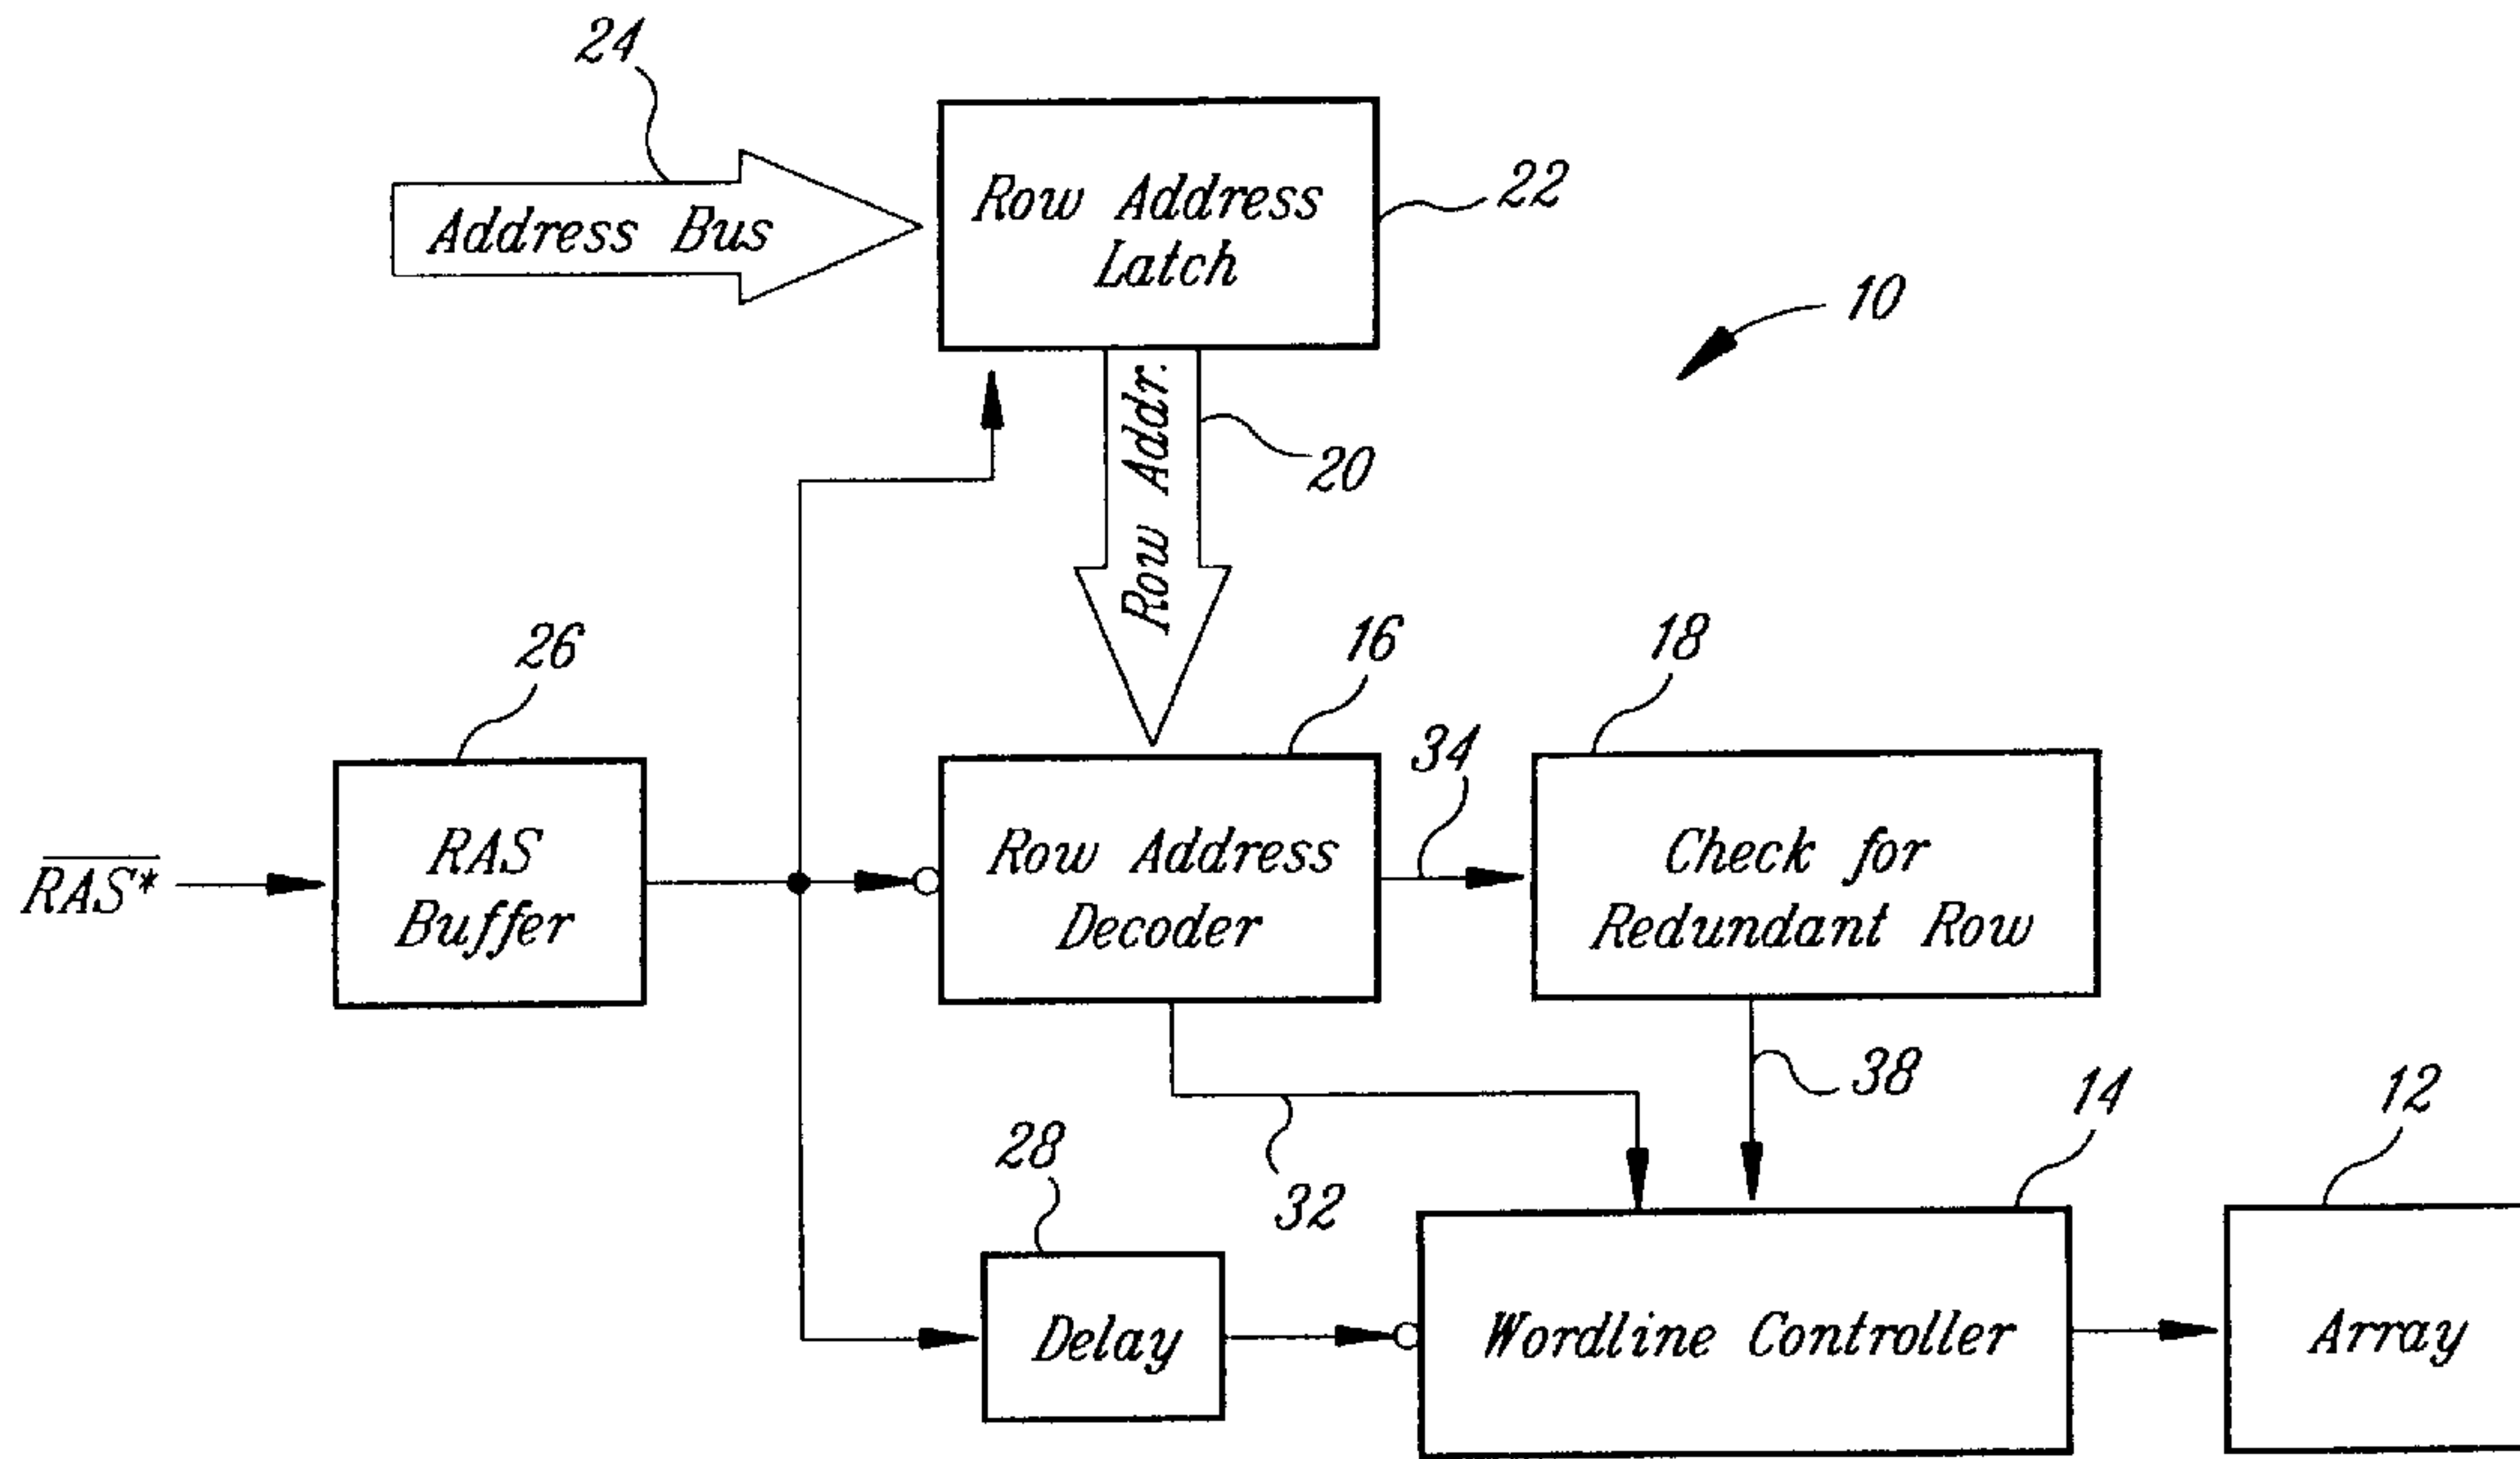 24
Address Bus
Row Address
Latch
22
10
Row Addr.
20
26
16
18
34
RAS*
RAS
Buffer
Row Address
Decoder
Check for
Redundant Row
38
14
12
28
32
Delay
Wordline Controller
Array